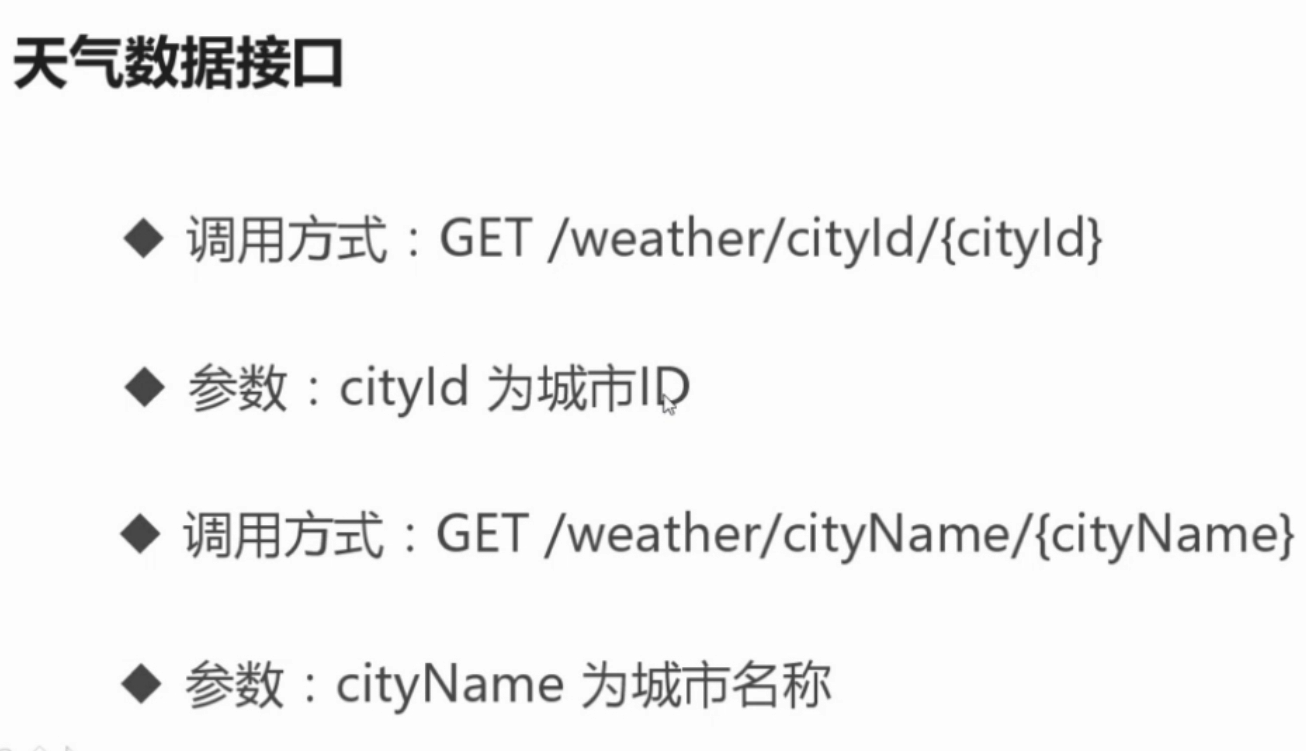 天气数据接口
◆ 调用方式：GET /weather/cityId/{cityId}
◆ 参数：cityId 为城市ID
◆ 调用方式：GET /weather/cityName/{cityName}
◆ 参数：cityName 为城市名称